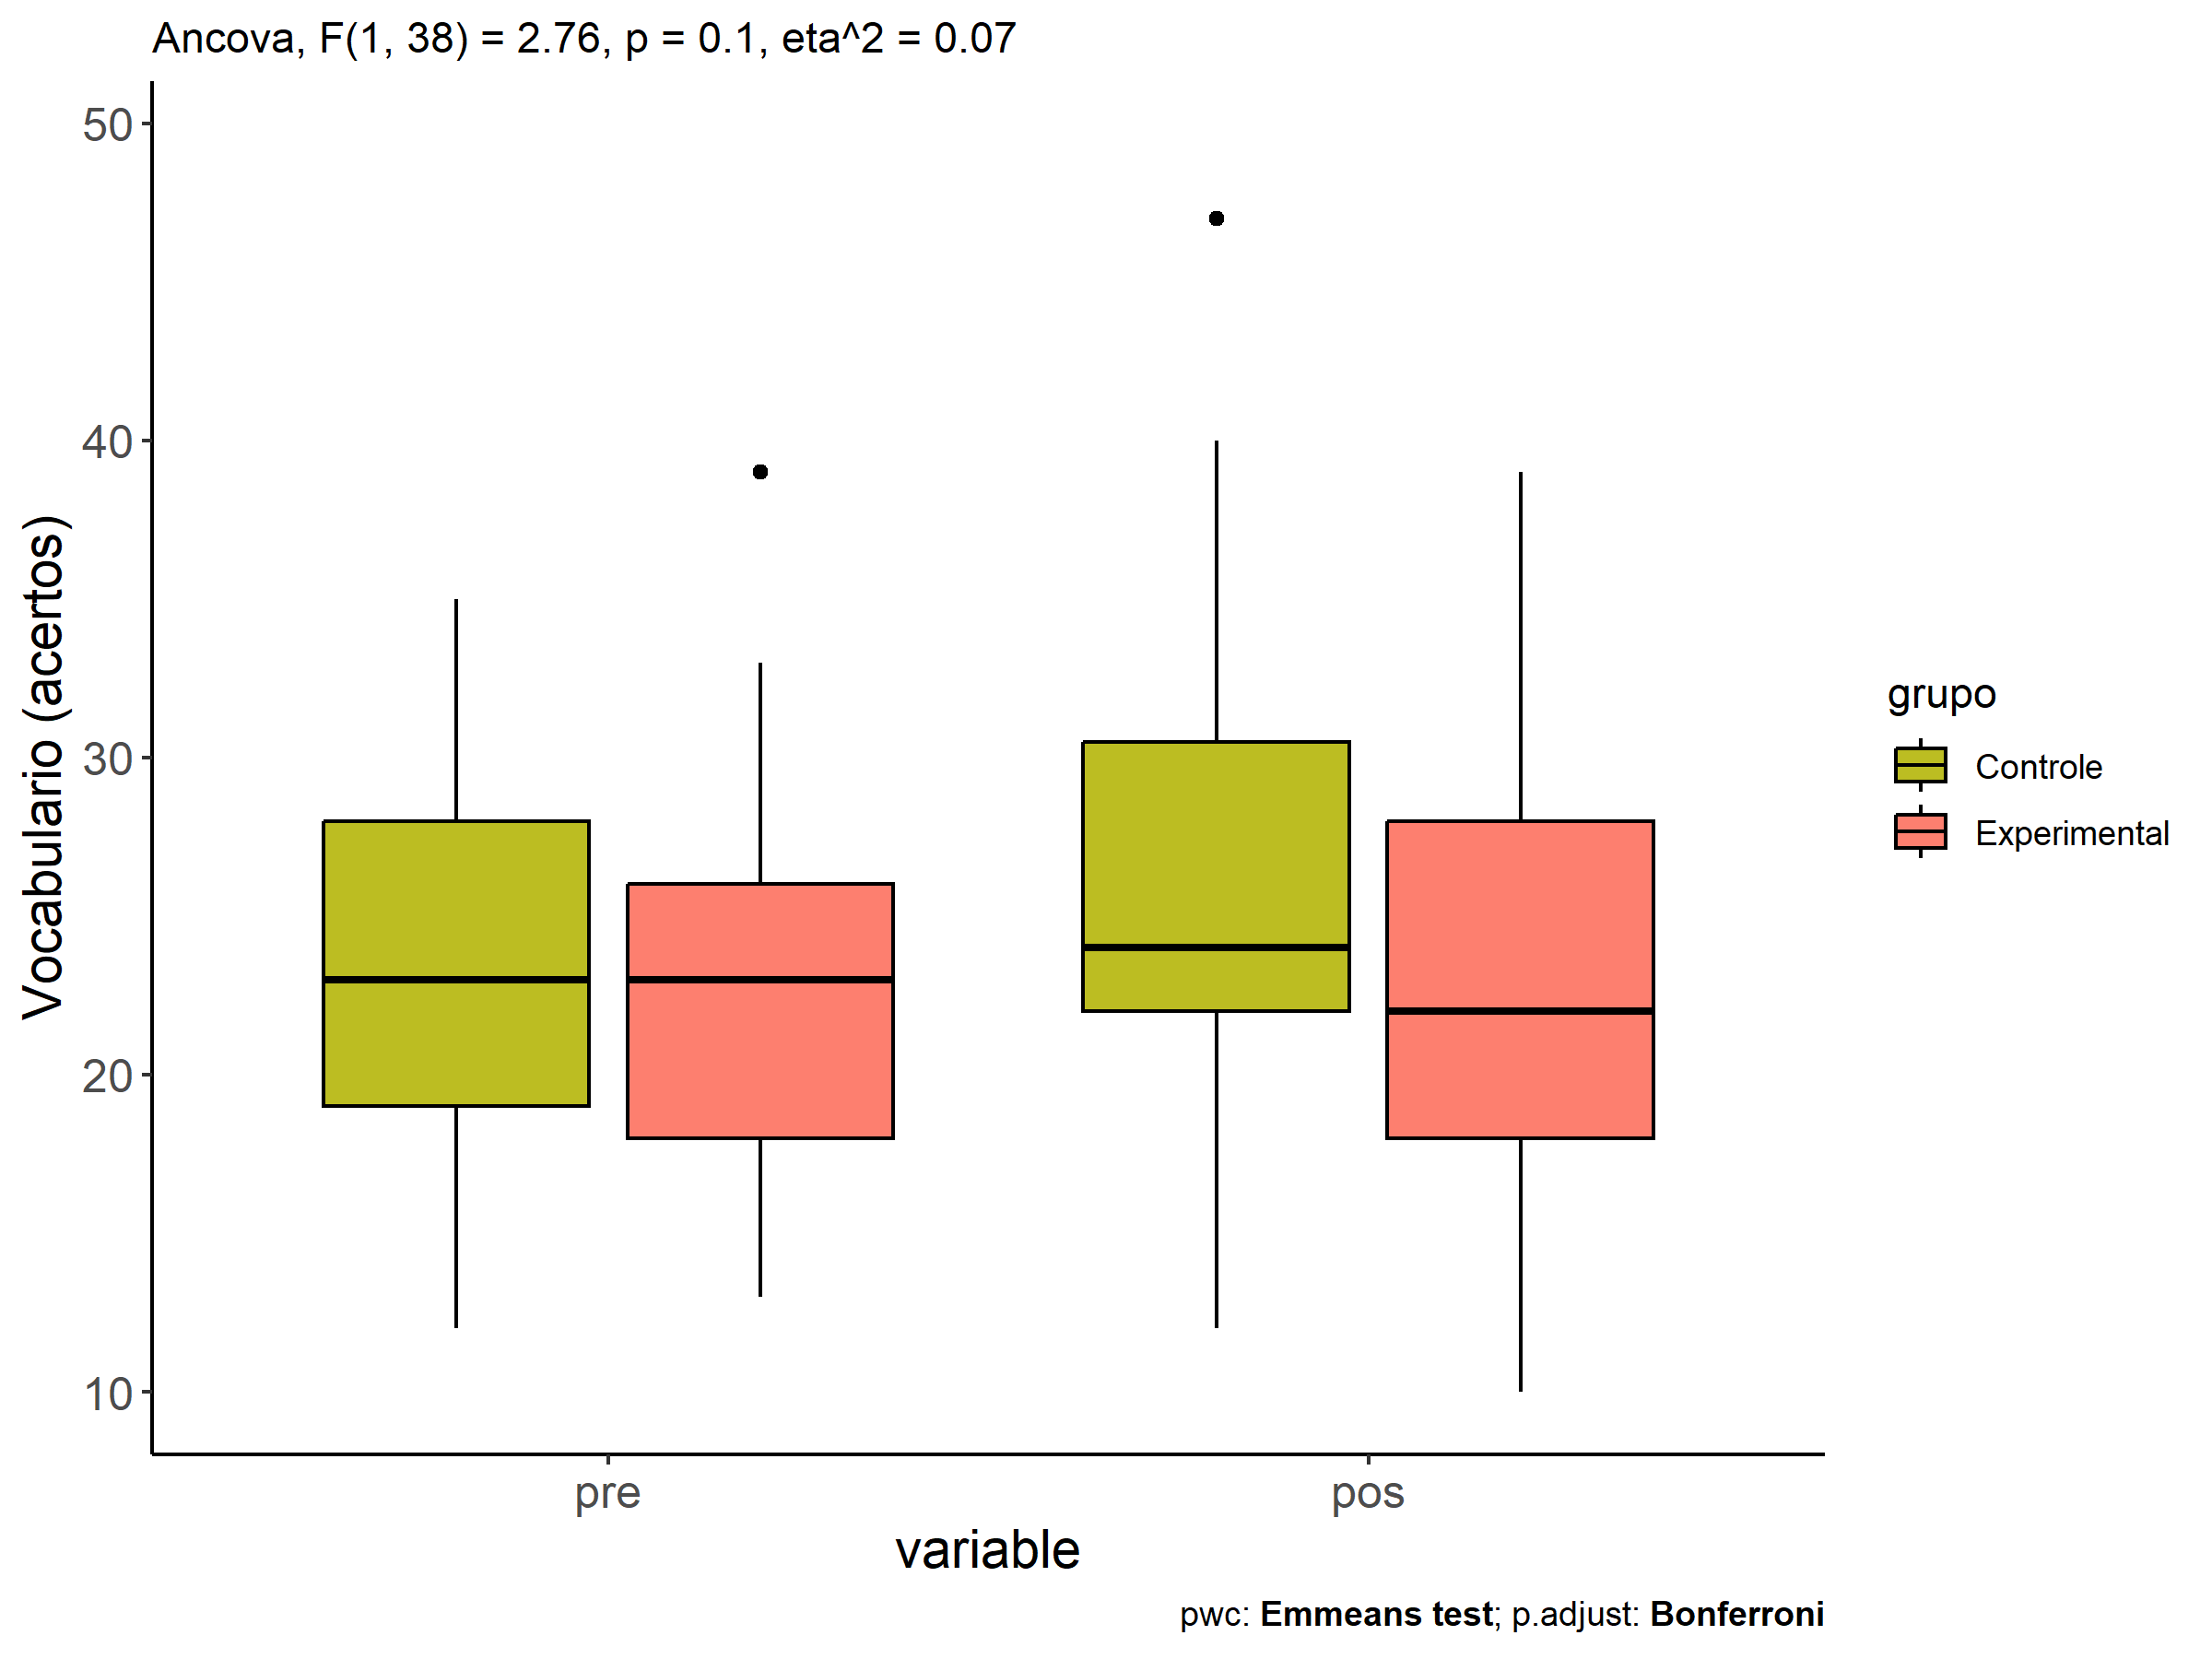 Ancova, F(1, 38) = 2.76, p = 0.1, eta^2 = 0.07
Vocabulario (acertos)
50
40
30
20
10
pre
pos
variable
grupo
Controle
Experimental
pwc: Emmeans test; p.adjust: Bonferroni